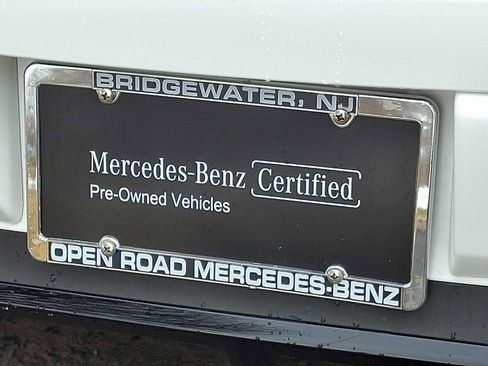 BRIDGEWATER, NJ
Mercedes-Benz Certified
Pre-Owned Vehicles
OPEN ROAD MERCEDES-BENZ